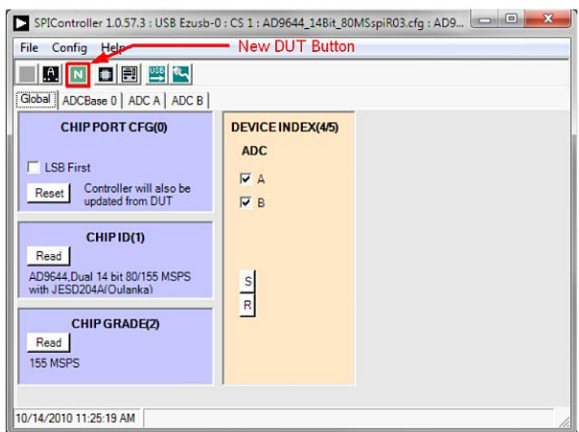 SPIController 1.0.57.3 : USB Ezusb-0 : CS 1 : AD9644_14Bit_80MSspiR03.cfg : AD9...
File Config Help
New DUT Button
A N USB
Global ADCBase 0 ADC A ADC B
CHIP PORT CFG(0)
LSB First
Reset
Controller will also be
updated from DUT
CHIP ID(1)
Read
AD9644,Dual 14 bit 80/155 MSPS
with JESD204A(Oulanka)
CHIP GRADE(2)
Read
155 MSPS
DEVICE INDEX(4/5)
ADC
A
B
S
R
10/14/2010 11:25:19 AM